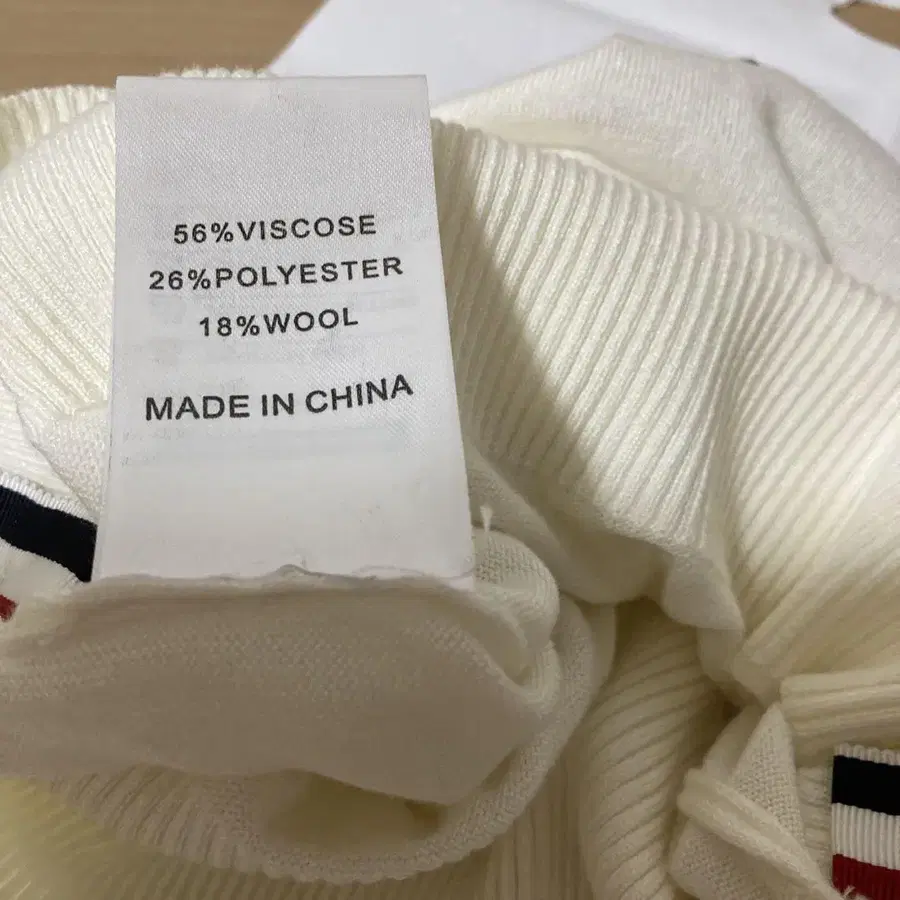 56%VISCOSE
26%POLYESTER
18%WOOL
MADE IN CHINA